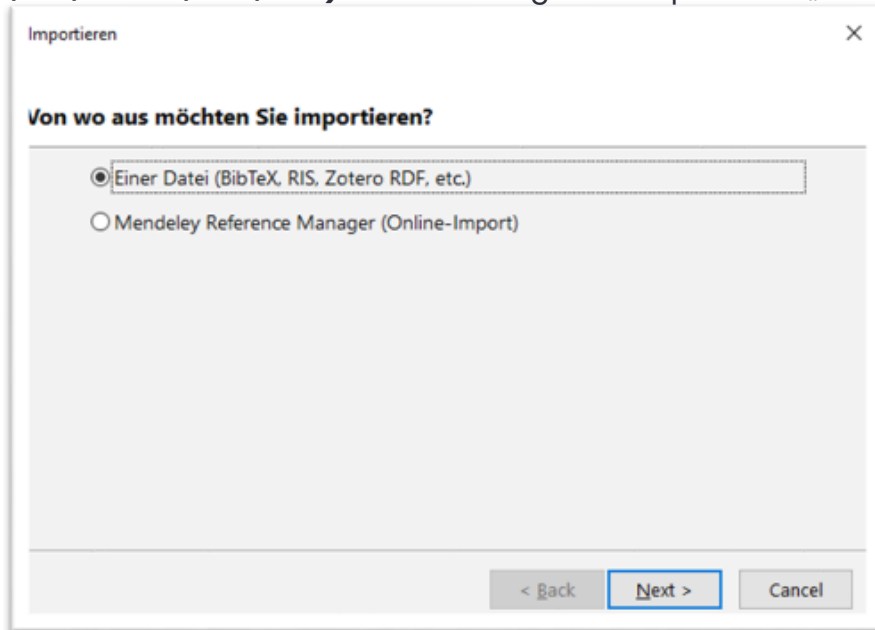 Importieren
Von wo aus möchten Sie importieren?
Einer Datei (BibTeX, RIS, Zotero RDF, etc.)
Mendeley Reference Manager (Online-Import)
< Back Next > Cancel